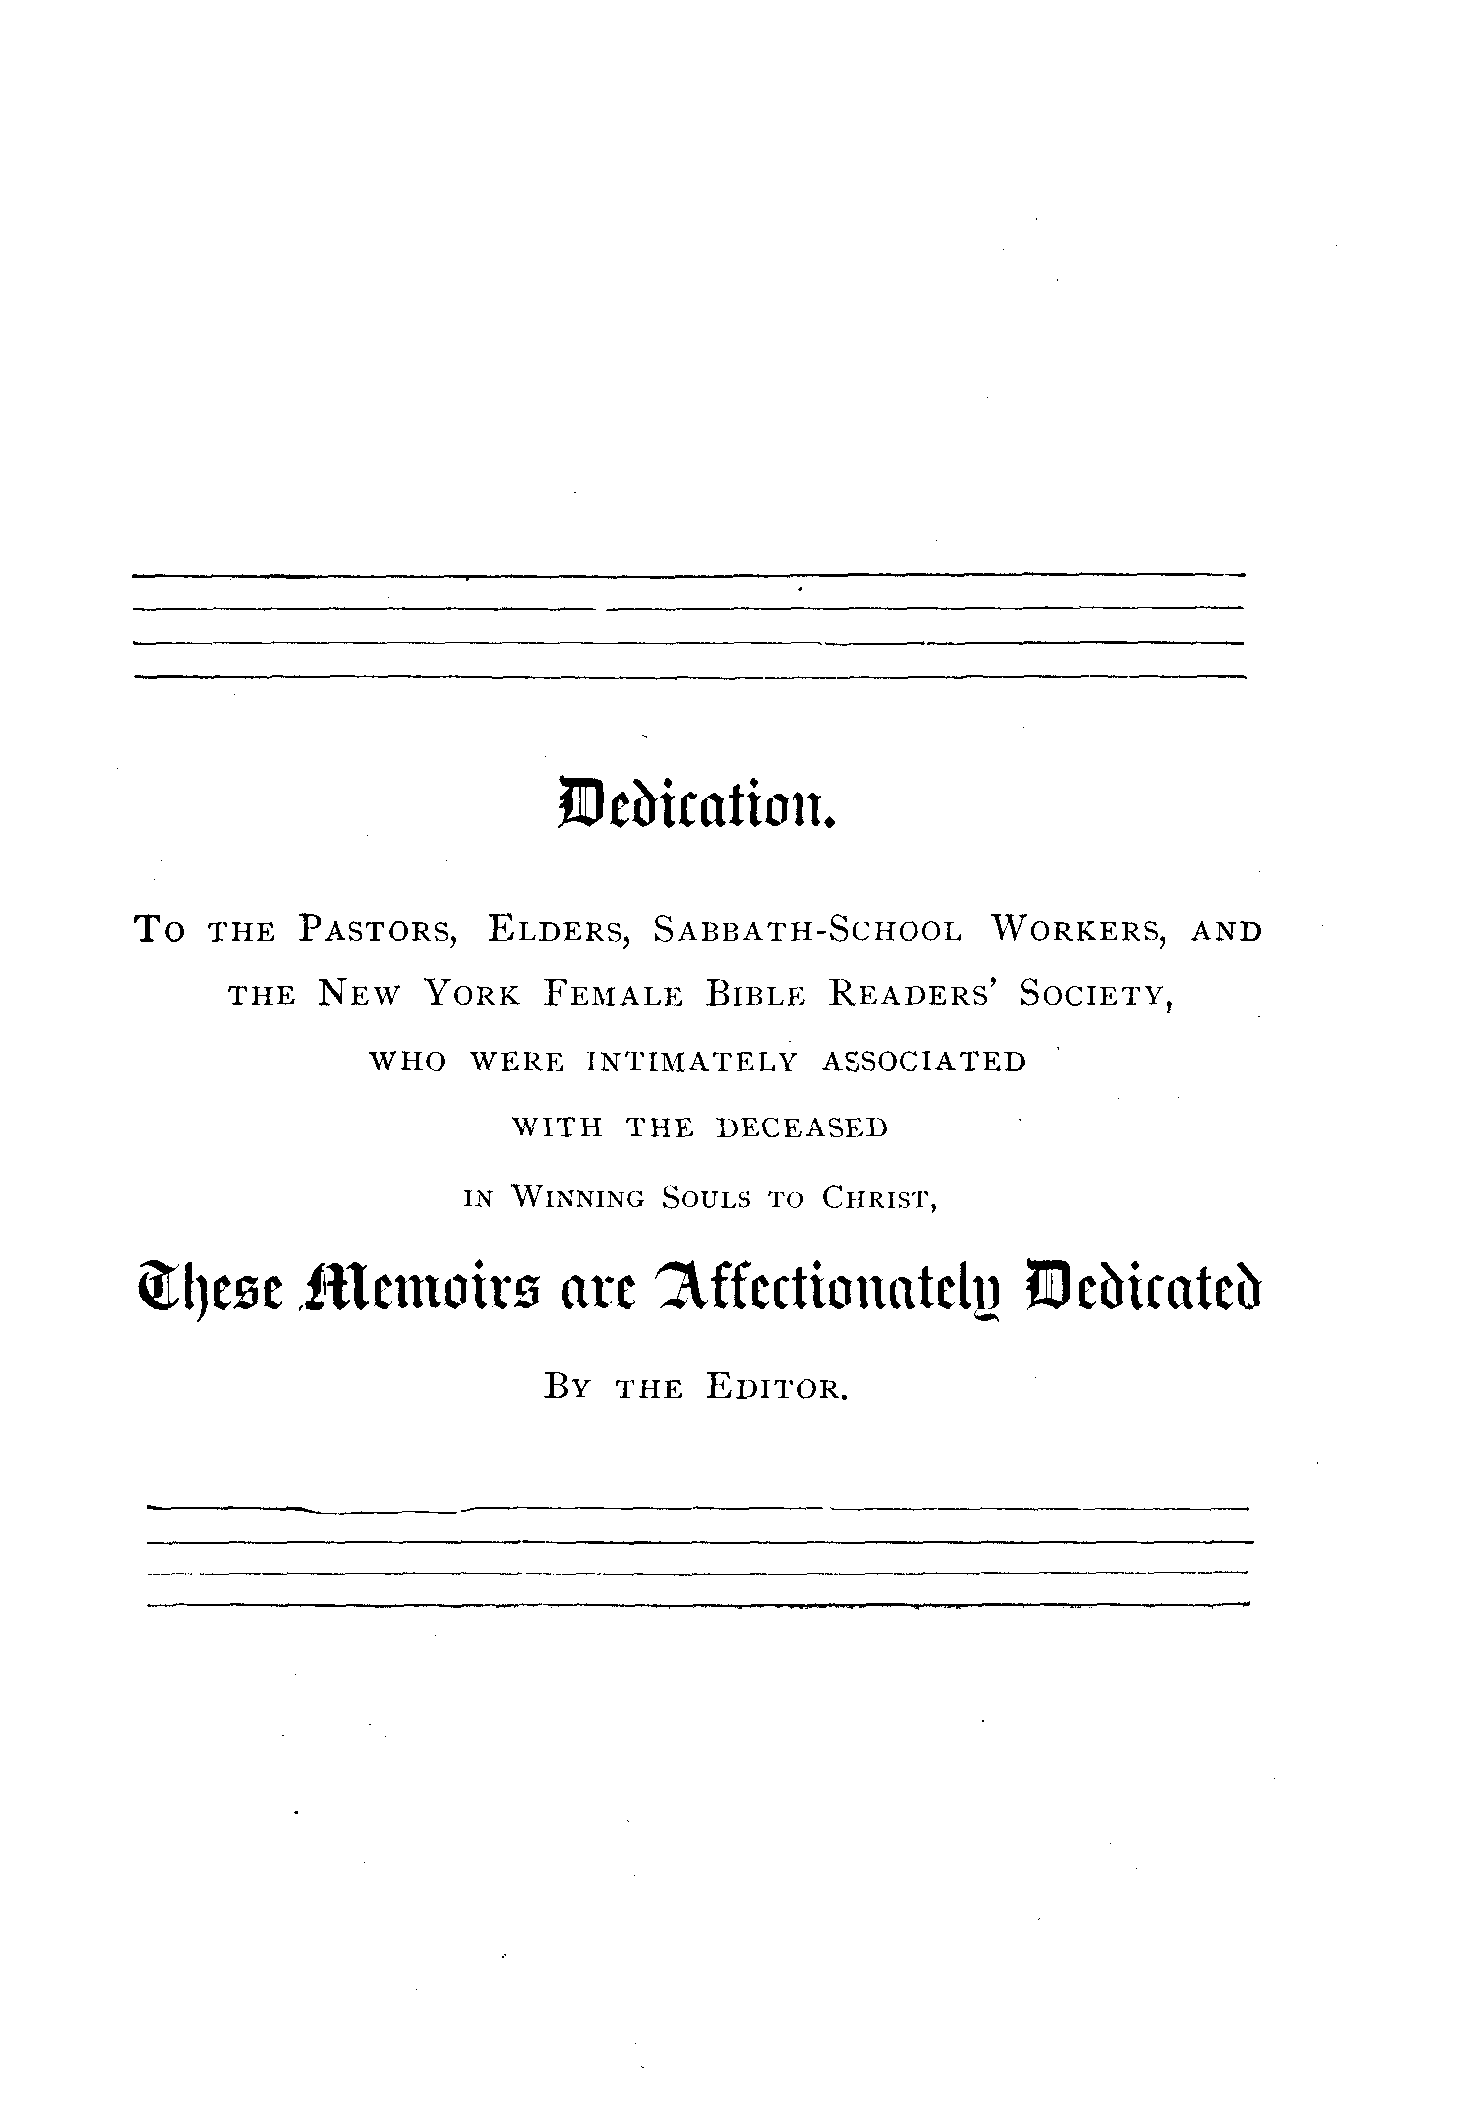 Dedication.
To the Pastors, Elders, Sabbath-School Workers, and
the New York Female Bible Readers' Society,
who were intimately associated
with the deceased
in Winning Souls to Christ,
These Memoirs are Affectionately Dedicated
By the Editor.